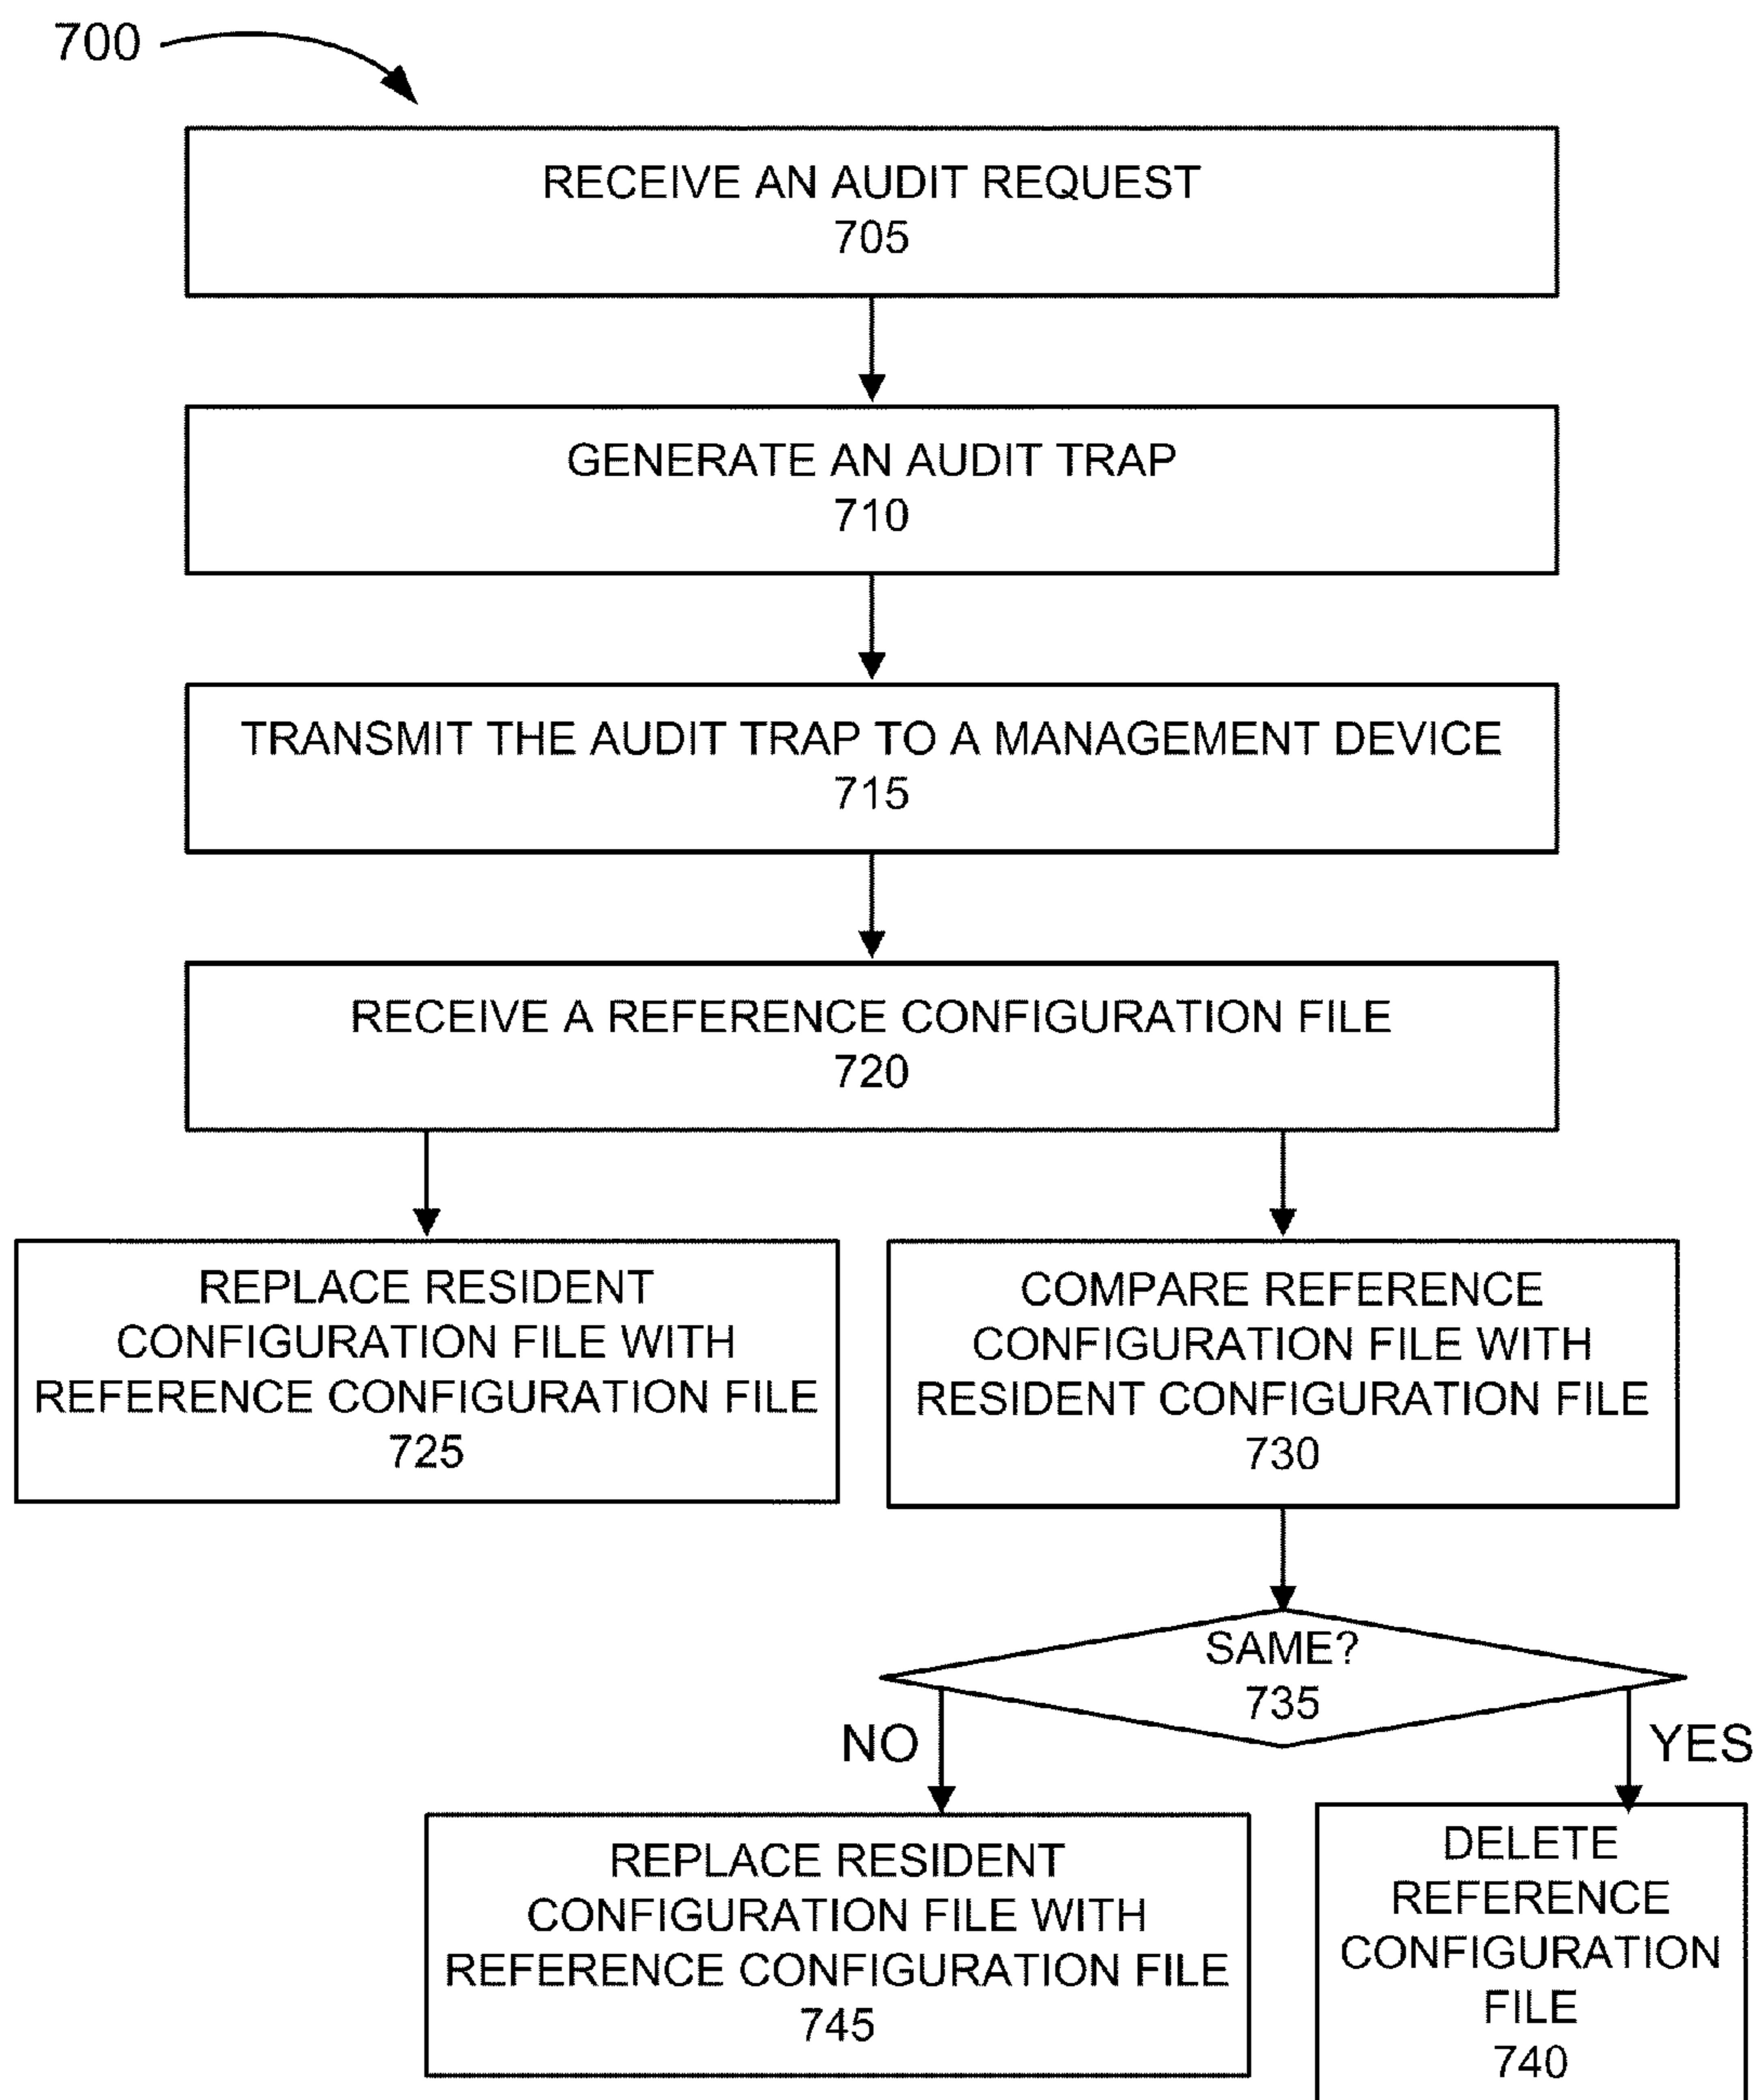 700
RECEIVE AN AUDIT REQUEST
705
GENERATE AN AUDIT TRAP
710
TRANSMIT THE AUDIT TRAP TO A MANAGEMENT DEVICE
715
RECEIVE A REFERENCE CONFIGURATION FILE
720
REPLACE RESIDENT
CONFIGURATION FILE WITH
REFERENCE CONFIGURATION FILE
725
COMPARE REFERENCE
CONFIGURATION FILE WITH
RESIDENT CONFIGURATION FILE
730
SAME?
735
NO
YES
REPLACE RESIDENT
CONFIGURATION FILE WITH
REFERENCE CONFIGURATION FILE
745
DELETE
REFERENCE
CONFIGURATION
FILE
740